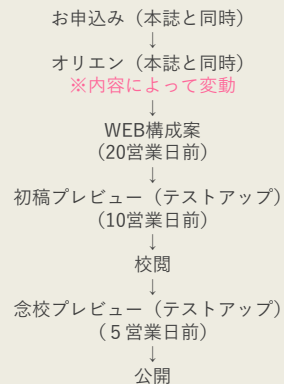 お申込み（本誌と同時）
↓
オリエン（本誌と同時）
※内容によって変動
↓
WEB構成案
（20営業日前）
↓
初稿プレビュー（テストアップ）
（10営業日前）
↓
校閲
↓
念校プレビュー（テストアップ）
（５営業日前）
↓
公開